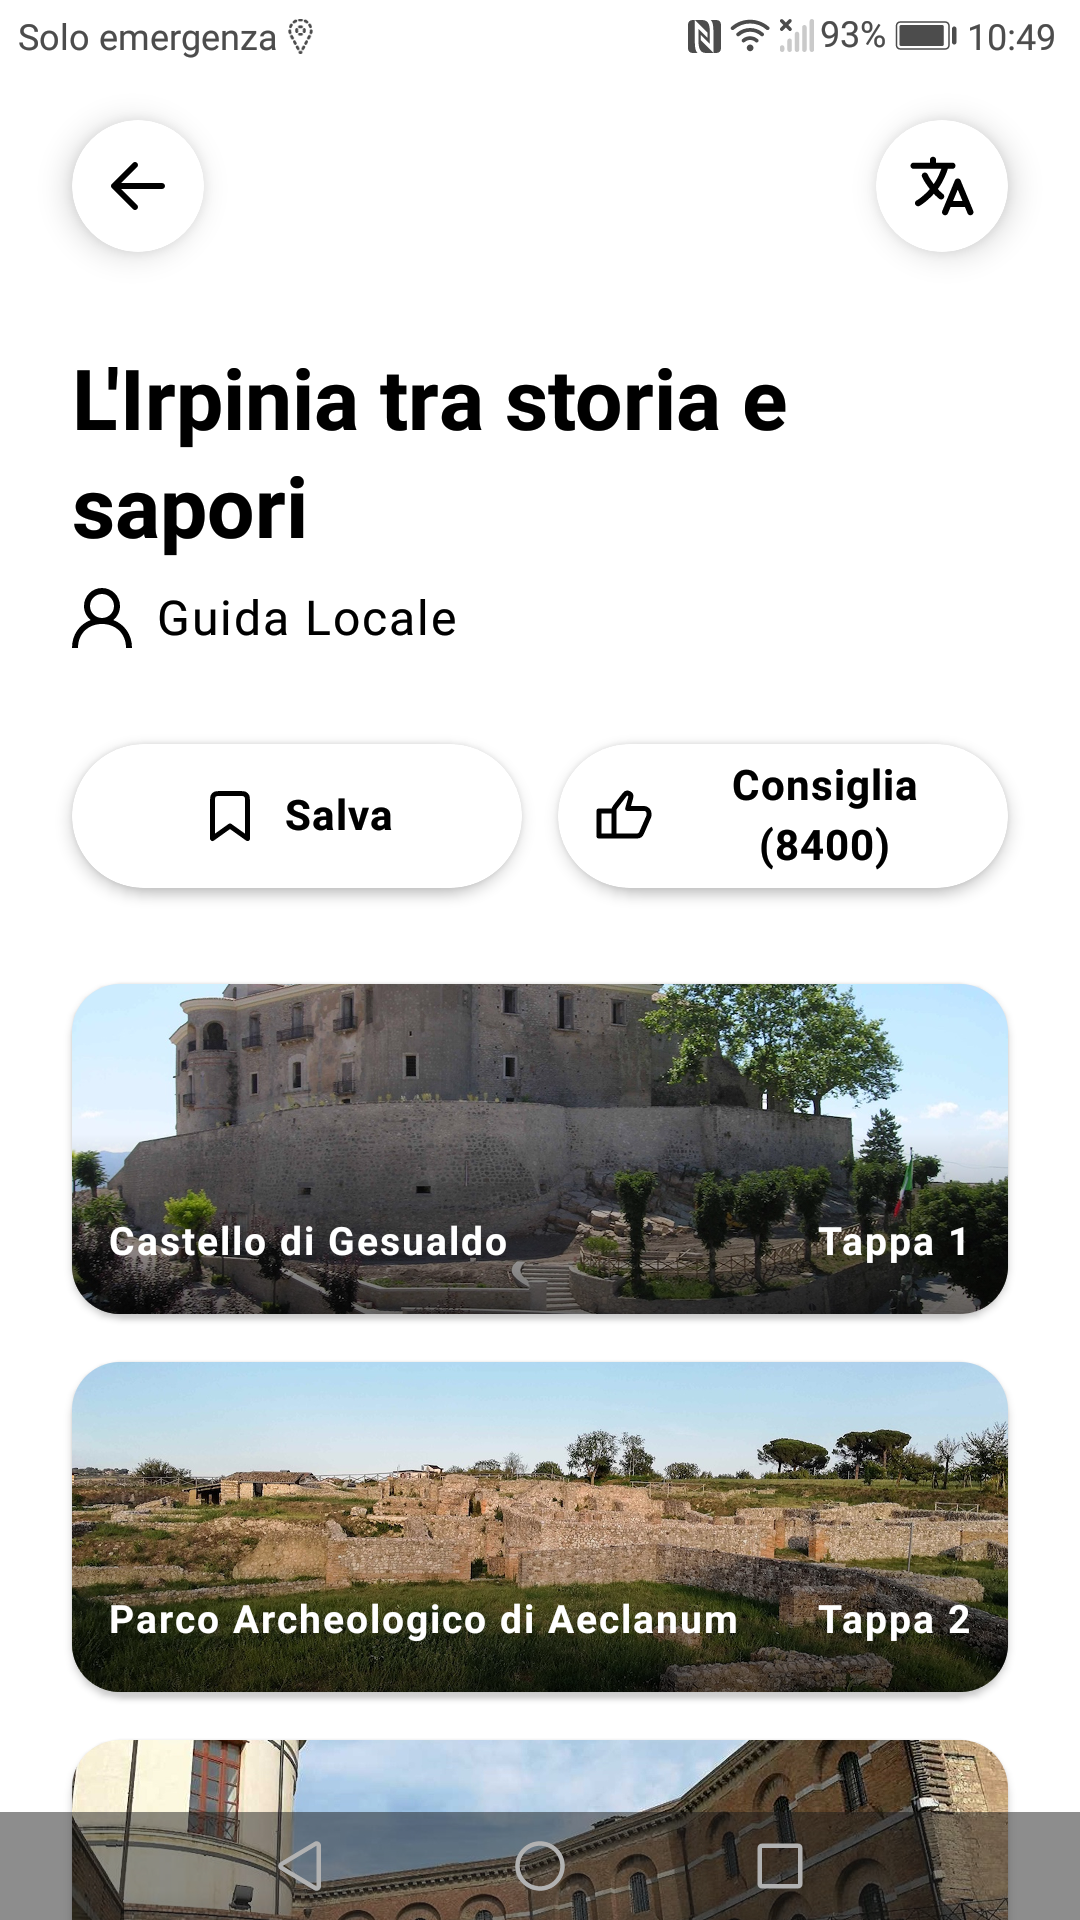 Solo emergenza 93% 10:49
L'Irpinia tra storia e
sapori
Guida Locale
Salva
Consiglia
(8400)
Castello di Gesualdo Tappa 1
Parco Archeologico di Aeclanum Tappa 2